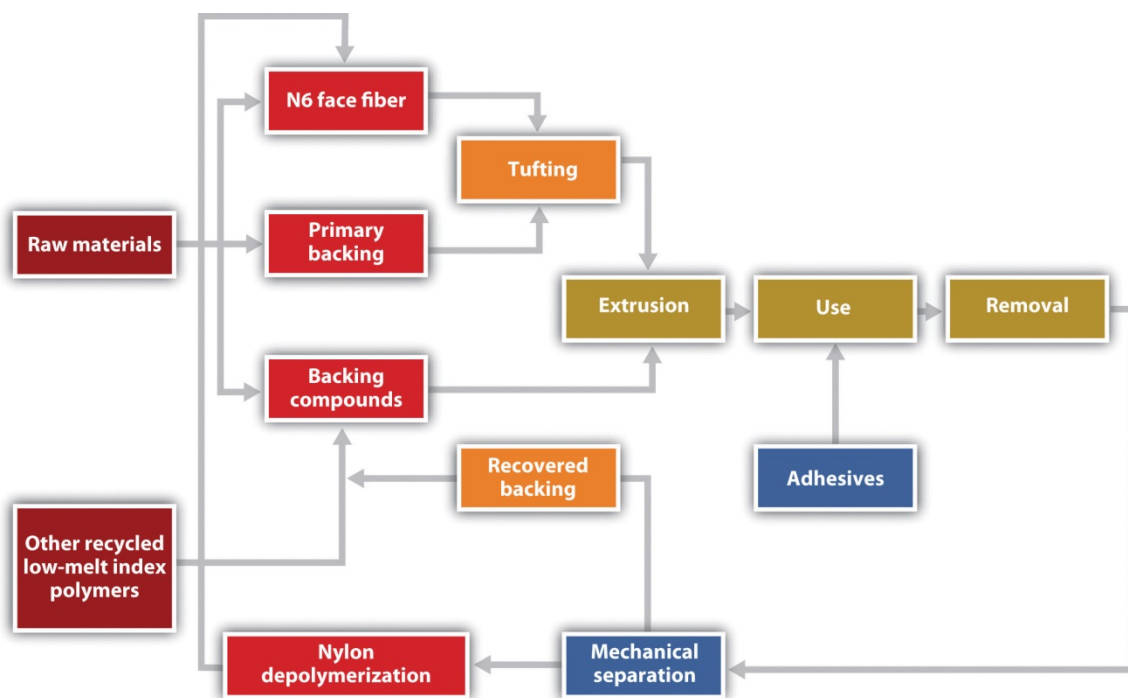 N6 face fiber
Tufting
Raw materials
Primary
backing
Extrusion
Use
Removal
Backing
compounds
Recovered
backing
Adhesives
Other recycled
low-melt index
polymers
Nylon
depolymerization
Mechanical
separation